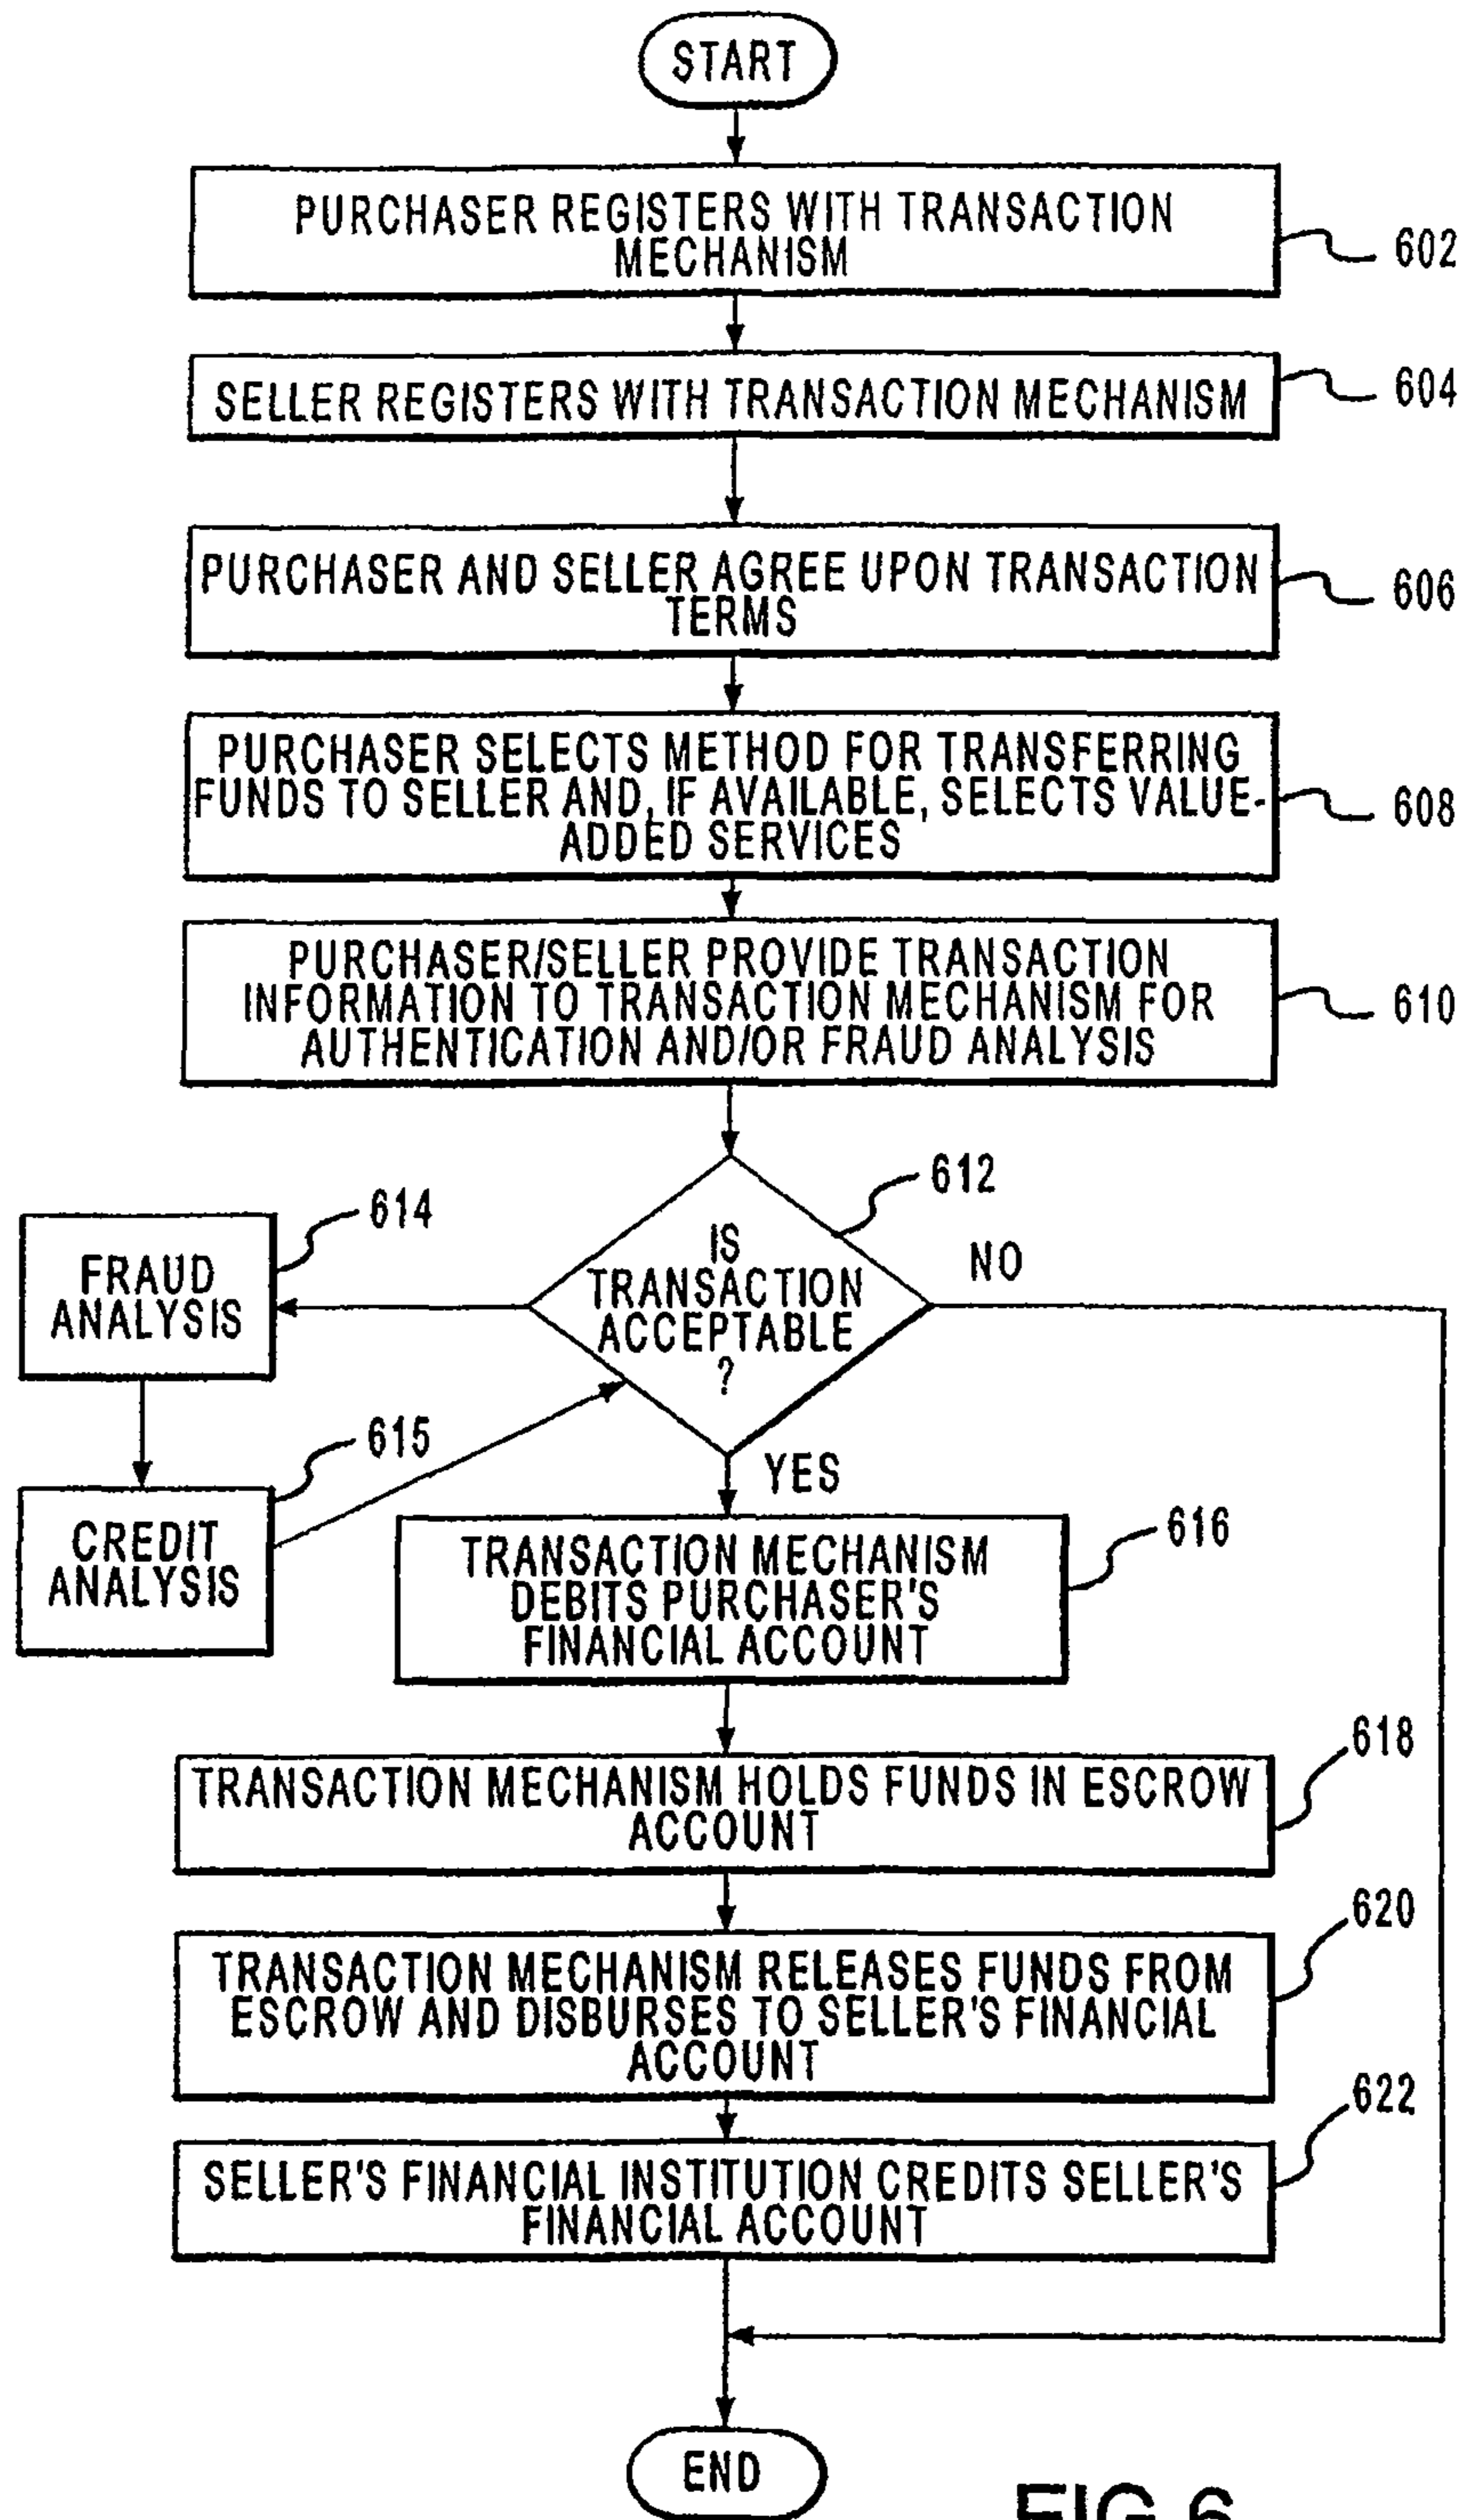 START
PURCHASER REGISTERS WITH TRANSACTION
MECHANISM
602
SELLER REGISTERS WITH TRANSACTION MECHANISM
604
PURCHASER AND SELLER AGREE UPON TRANSACTION
TERMS
606
PURCHASER SELECTS METHOD FOR TRANSFERRING
FUNDS TO SELLER AND, IF AVAILABLE, SELECTS VALUE-
ADDED SERVICES
608
PURCHASER/SELLER PROVIDE TRANSACTION
INFORMATION TO TRANSACTION MECHANISM FOR
AUTHENTICATION AND/OR FRAUD ANALYSIS
610
612
IS
TRANSACTION
ACCEPTABLE
?
NO
614
FRAUD
ANALYSIS
615
CREDIT
ANALYSIS
YES
616
TRANSACTION MECHANISM
DEBITS PURCHASER'S
FINANCIAL ACCOUNT
618
TRANSACTION MECHANISM HOLDS FUNDS IN ESCROW
ACCOUNT
620
TRANSACTION MECHANISM RELEASES FUNDS FROM
ESCROW AND DISBURSES TO SELLER'S FINANCIAL
ACCOUNT
622
SELLER'S FINANCIAL INSTITUTION CREDITS SELLER'S
FINANCIAL ACCOUNT
END
FIG.6